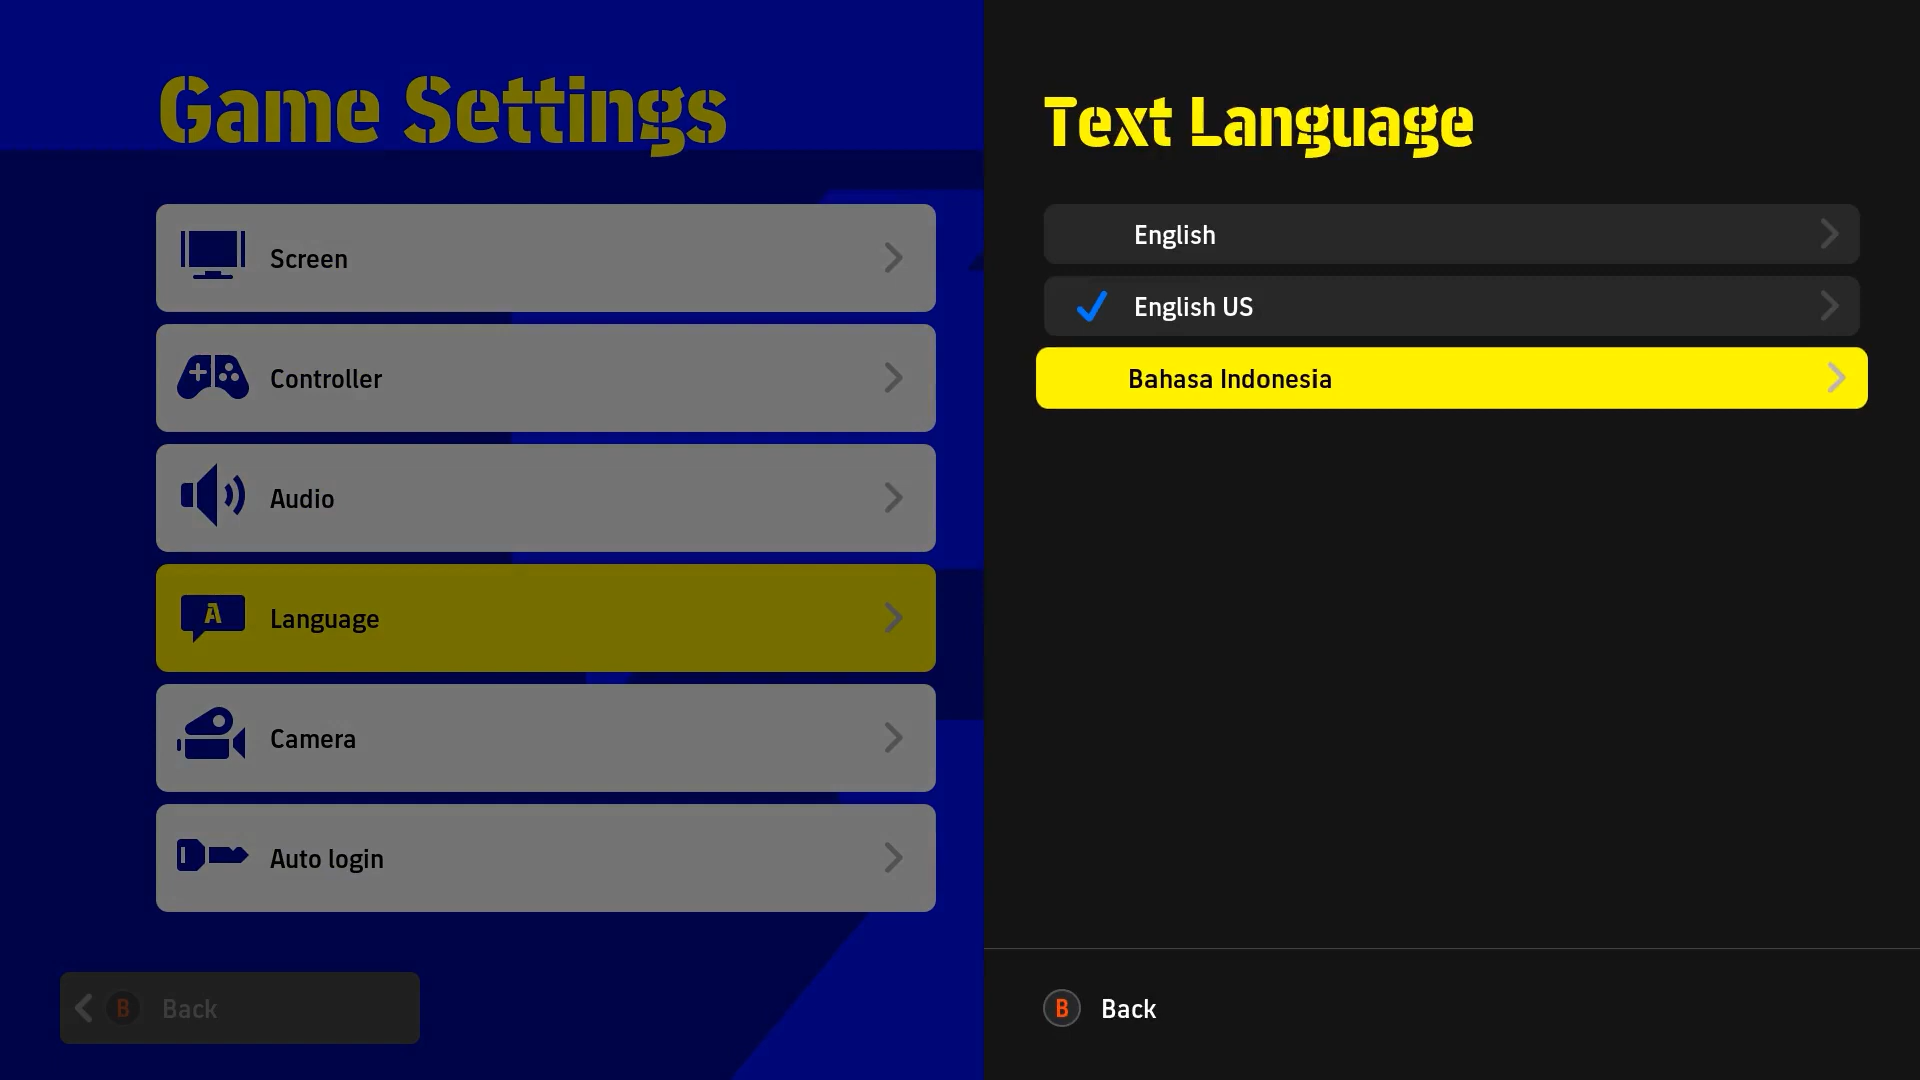 Game Settings
Screen
Controller
Audio
A
Language
Camera
Auto login
B Back
Text Language
English
English US
Bahasa Indonesia
B Back